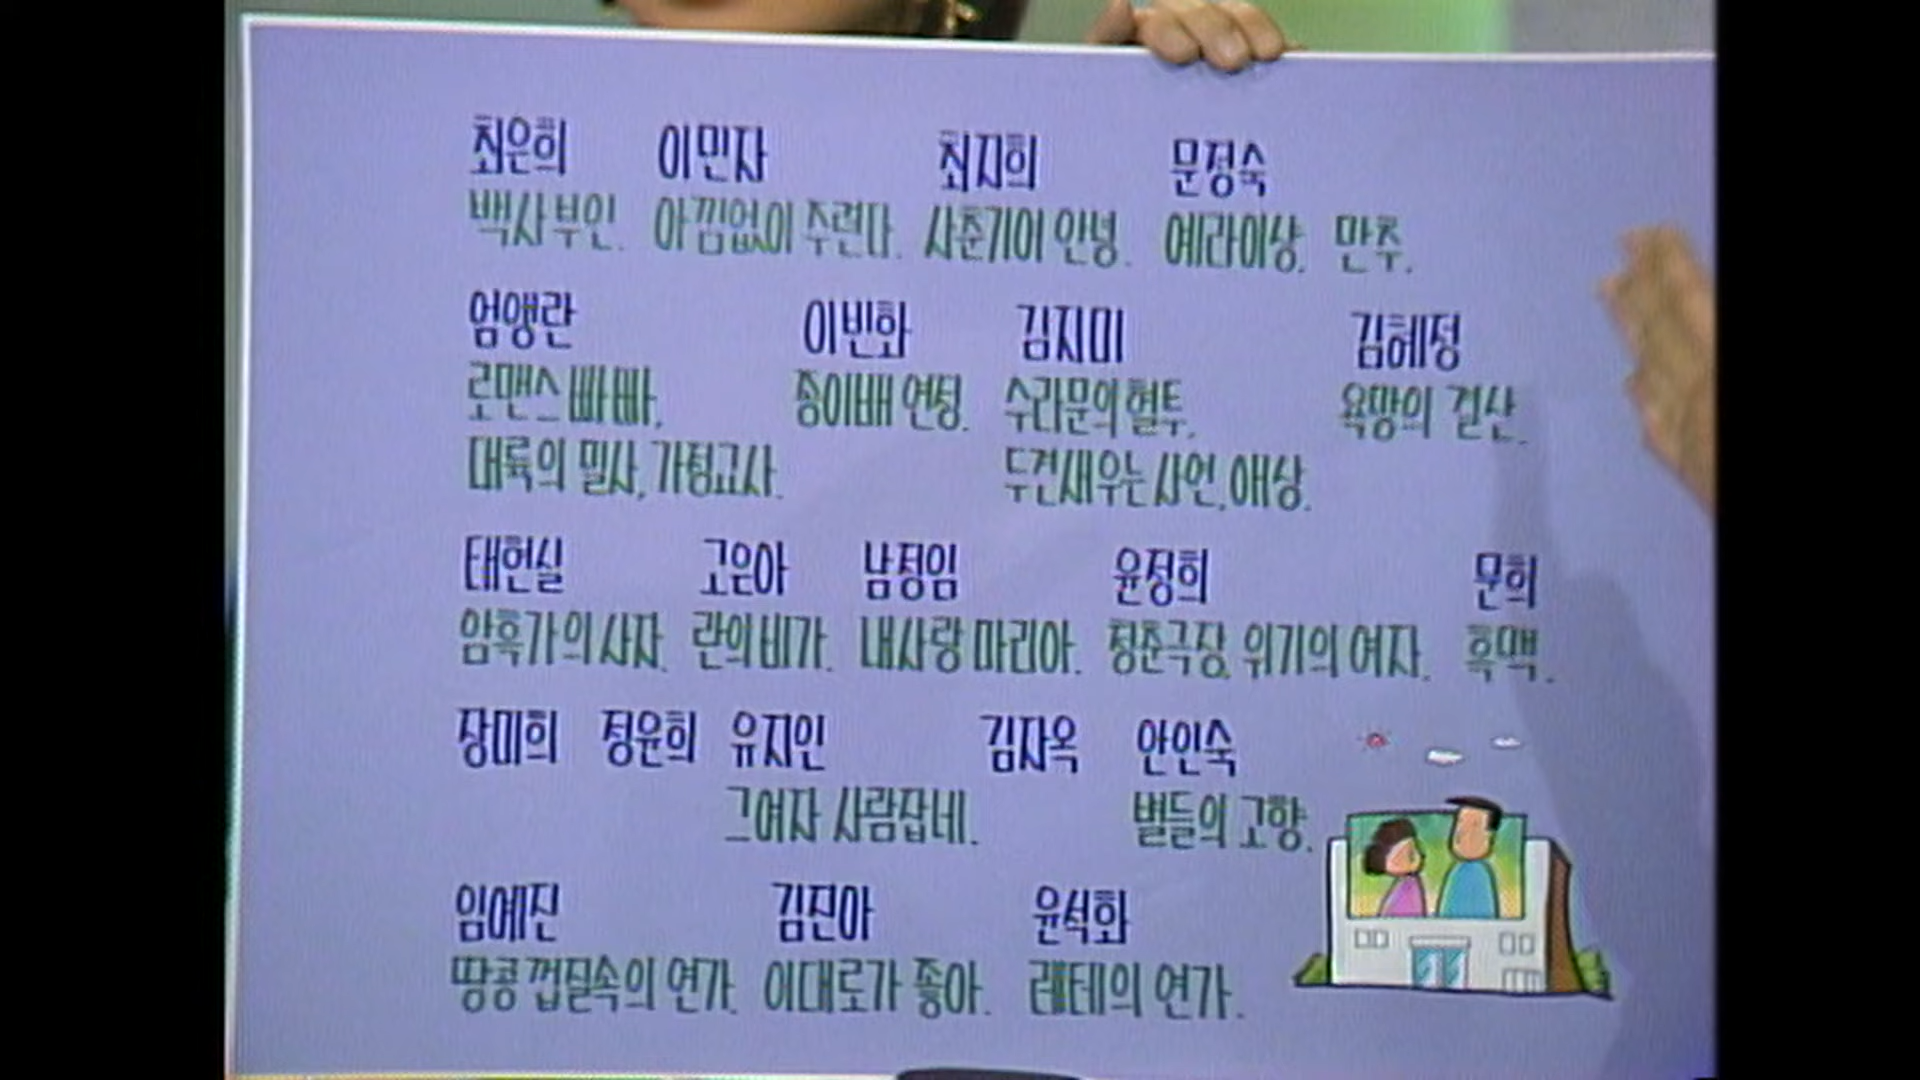 최은희 이민자 최지희 문정숙
백사부인. 아낌없이 주련다. 사춘기여 안녕. 예라이샹. 만추.
엄앵란 이빈화 김지미 김혜정
로맨스 빠빠, 종이배 연정. 수라문의 혈투, 욕망의 결산.
대륙의 밀사, 가정교사. 두견새우는 사연, 애상.
태현실 고은아 남정임 윤정희 문희
암흑가의 사자. 란의 비가. 내사랑 마리아. 청춘극장, 위기의 여자. 흑맥.
장미희 정윤희 유지인 김자옥 안인숙
그여자 사람잡네. 별들의 고향.
임예진 김진아 윤석화
땅콩 껍질속의 연가. 이대로가 좋아. 레테의 연가.